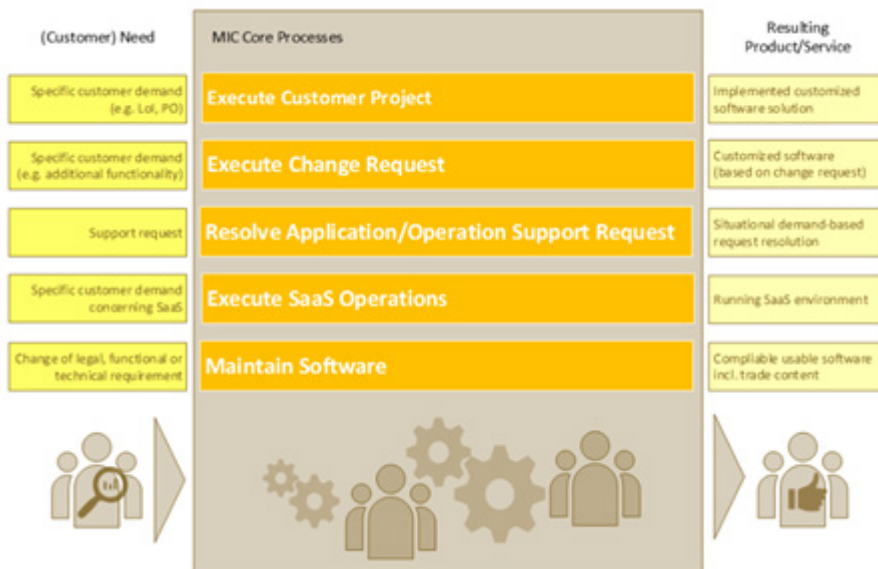 (Customer) Need
MIC Core Processes
Resulting
Product/Service
Specific customer demand
(e.g. LoI, PO)
Execute Customer Project
Implemented customized
software solution
Specific customer demand
(e.g. additional functionality)
Execute Change Request
Customized software
(based on change request)
Support request
Resolve Application/Operation Support Request
Situational demand-based
request resolution
Specific customer demand
concerning SaaS
Execute SaaS Operations
Running SaaS environment
Change of legal, functional or
technical requirement
Maintain Software
Compliable usable software
incl. trade content